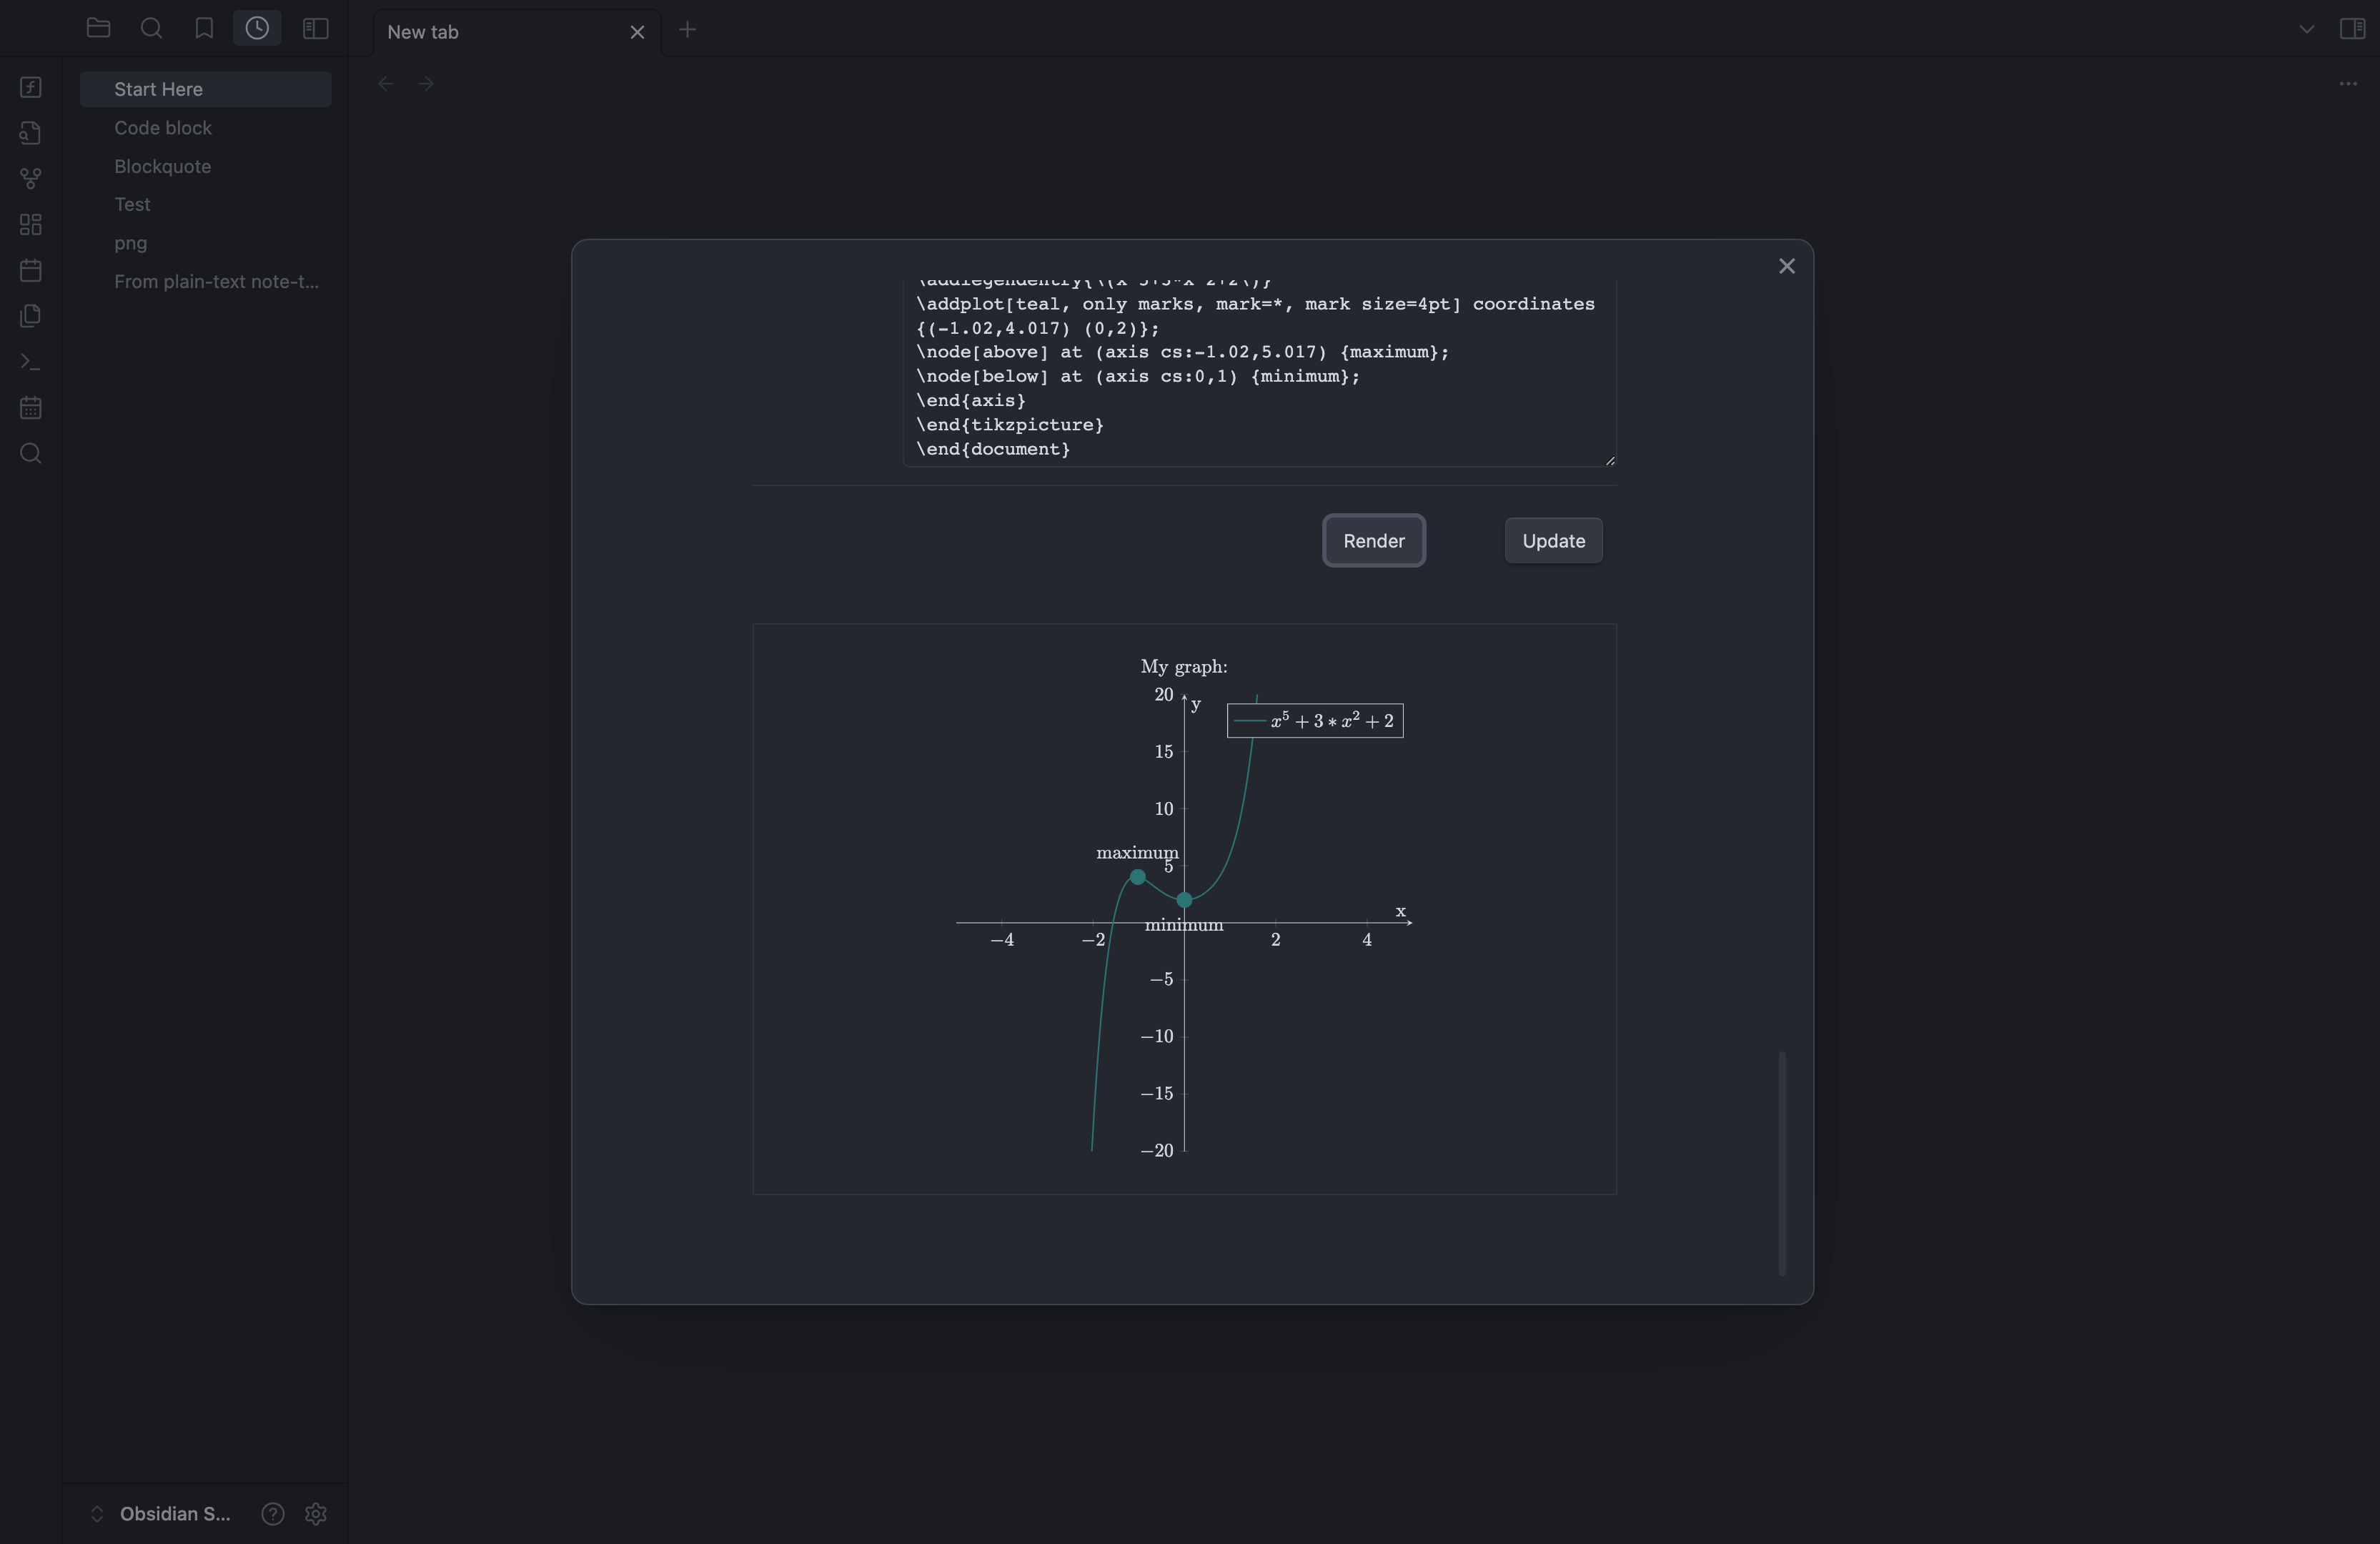 New tab
Start Here
Code block
Blockquote
Test
png
From plain-text note-t...
\addplot[teal, only marks, mark=*, mark size=4pt] coordinates
{(-1.02,4.017) (0,2)};
\node[above] at (axis cs:-1.02,5.017) {maximum};
\node[below] at (axis cs:0,1) {minimum};
\end{axis}
\end{tikzpicture}
\end{document}
Render
Update
My graph:
20
y
x⁵ + 3 * x² + 2
15
10
maximum
5
x
minimum
−4
−2
2
4
−5
−10
−15
−20
Obsidian S...